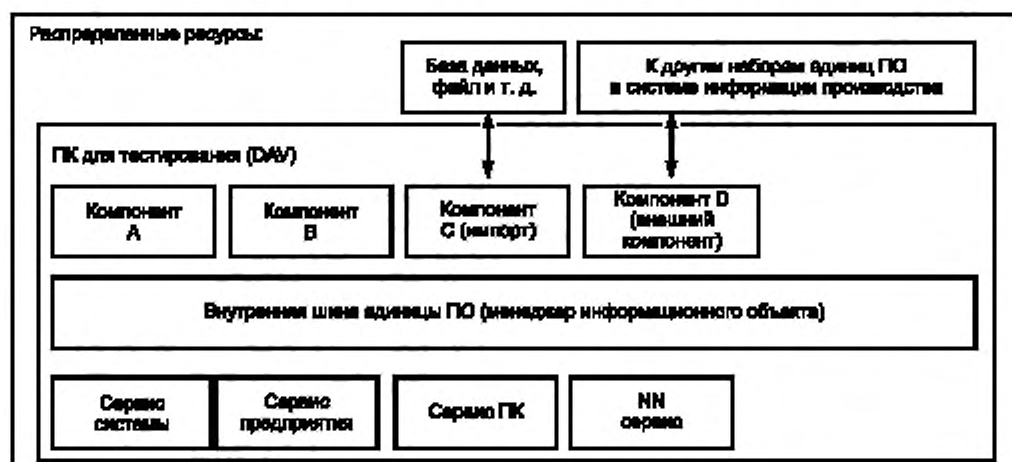 Распределенные ресурсы:
База данных,
файл и т. д.
К другим наборам единиц ПО
в системе информации производства
ПК для тестирования (DAV)
Компонент
A
Компонент
B
Компонент
C (импорт)
Компонент D
(внешний
компонент)
Внутренняя шина единицы ПО (менеджер информационного объекта)
Сервис
системы
Сервис
предприятия
Сервис ПК
NN
сервис